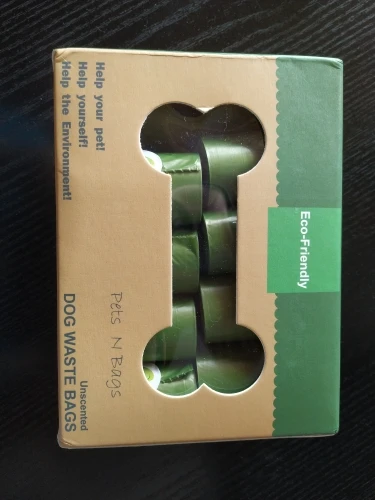 Eco-Friendly
Help your pet!
Help yourself!
Help the Environment!
Pets N Bags
Unscented
DOG WASTE BAGS